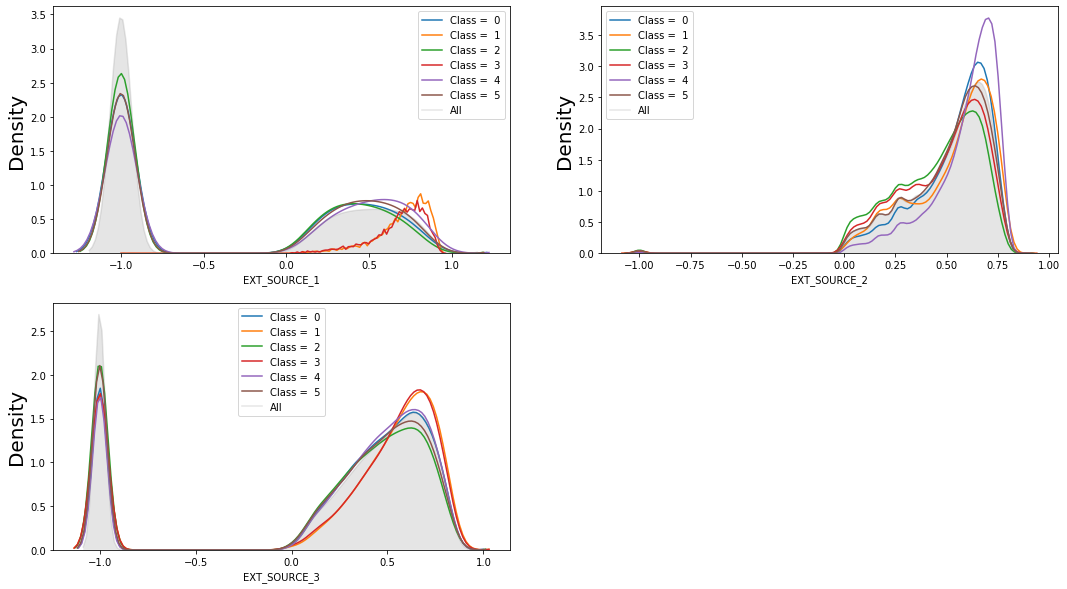 Density
3.5
3.0
2.5
2.0
1.5
1.0
0.5
0.0
−1.0
−0.5
0.0
0.5
1.0
EXT_SOURCE_1
Class = 0
Class = 1
Class = 2
Class = 3
Class = 4
Class = 5
All
Density
3.5
3.0
2.5
2.0
1.5
1.0
0.5
0.0
−1.00
−0.75
−0.50
−0.25
0.00
0.25
0.50
0.75
1.00
EXT_SOURCE_2
Class = 0
Class = 1
Class = 2
Class = 3
Class = 4
Class = 5
All
Density
2.5
2.0
1.5
1.0
0.5
0.0
−1.0
−0.5
0.0
0.5
1.0
EXT_SOURCE_3
Class = 0
Class = 1
Class = 2
Class = 3
Class = 4
Class = 5
All